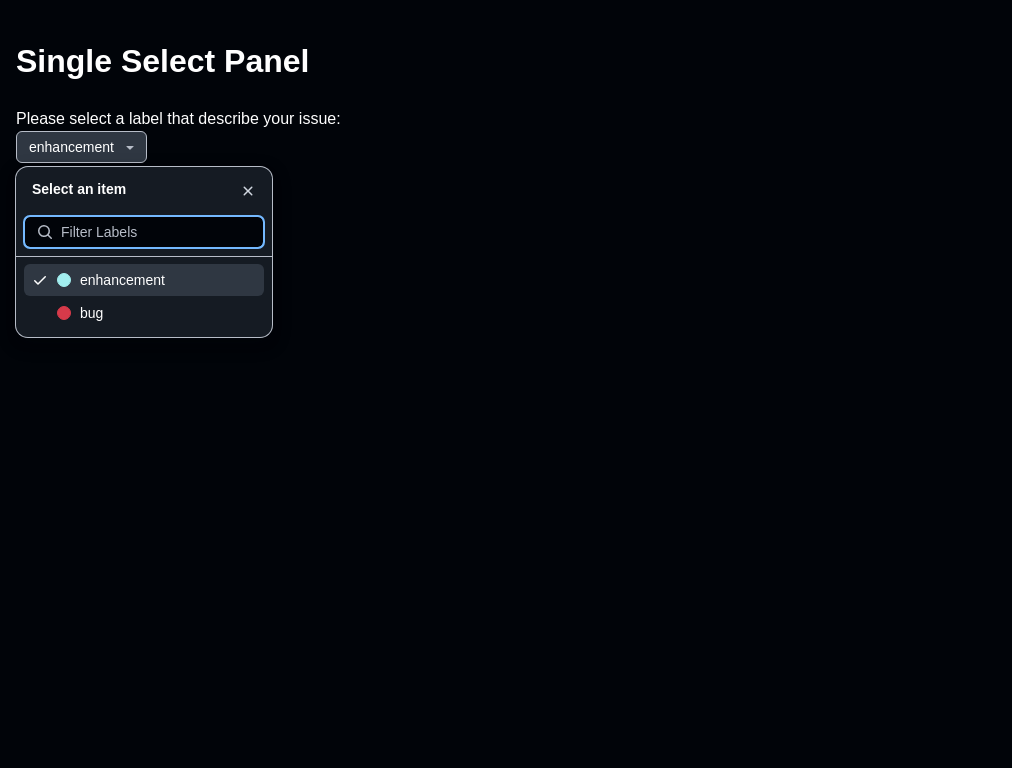 Single Select Panel
Please select a label that describe your issue:
enhancement
Select an item
Filter Labels
enhancement
bug